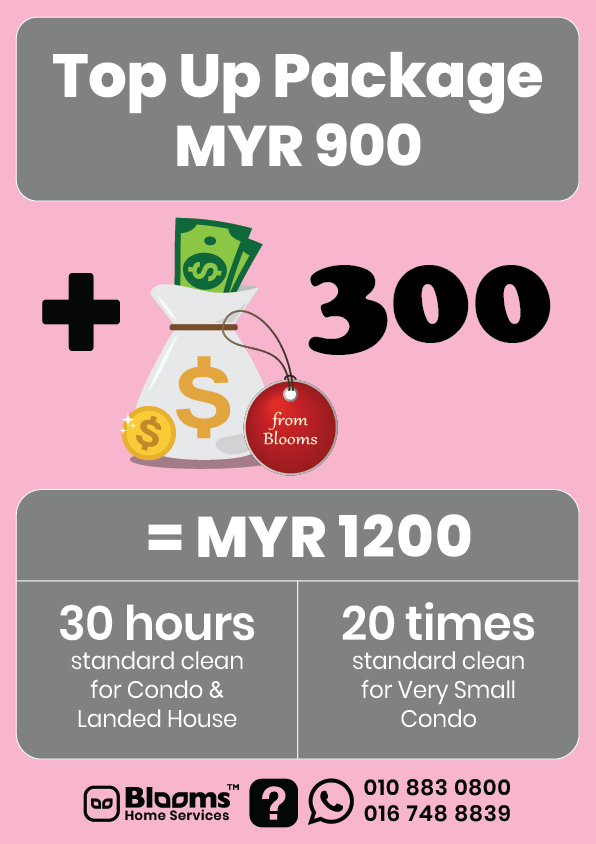 Top Up Package
MYR 900
+
300
$
$
$
from
Blooms
= MYR 1200
30 hours
standard clean
for Condo &
Landed House
20 times
standard clean
for Very Small
Condo
Blooms™
Home Services
?
010 883 0800
016 748 8839